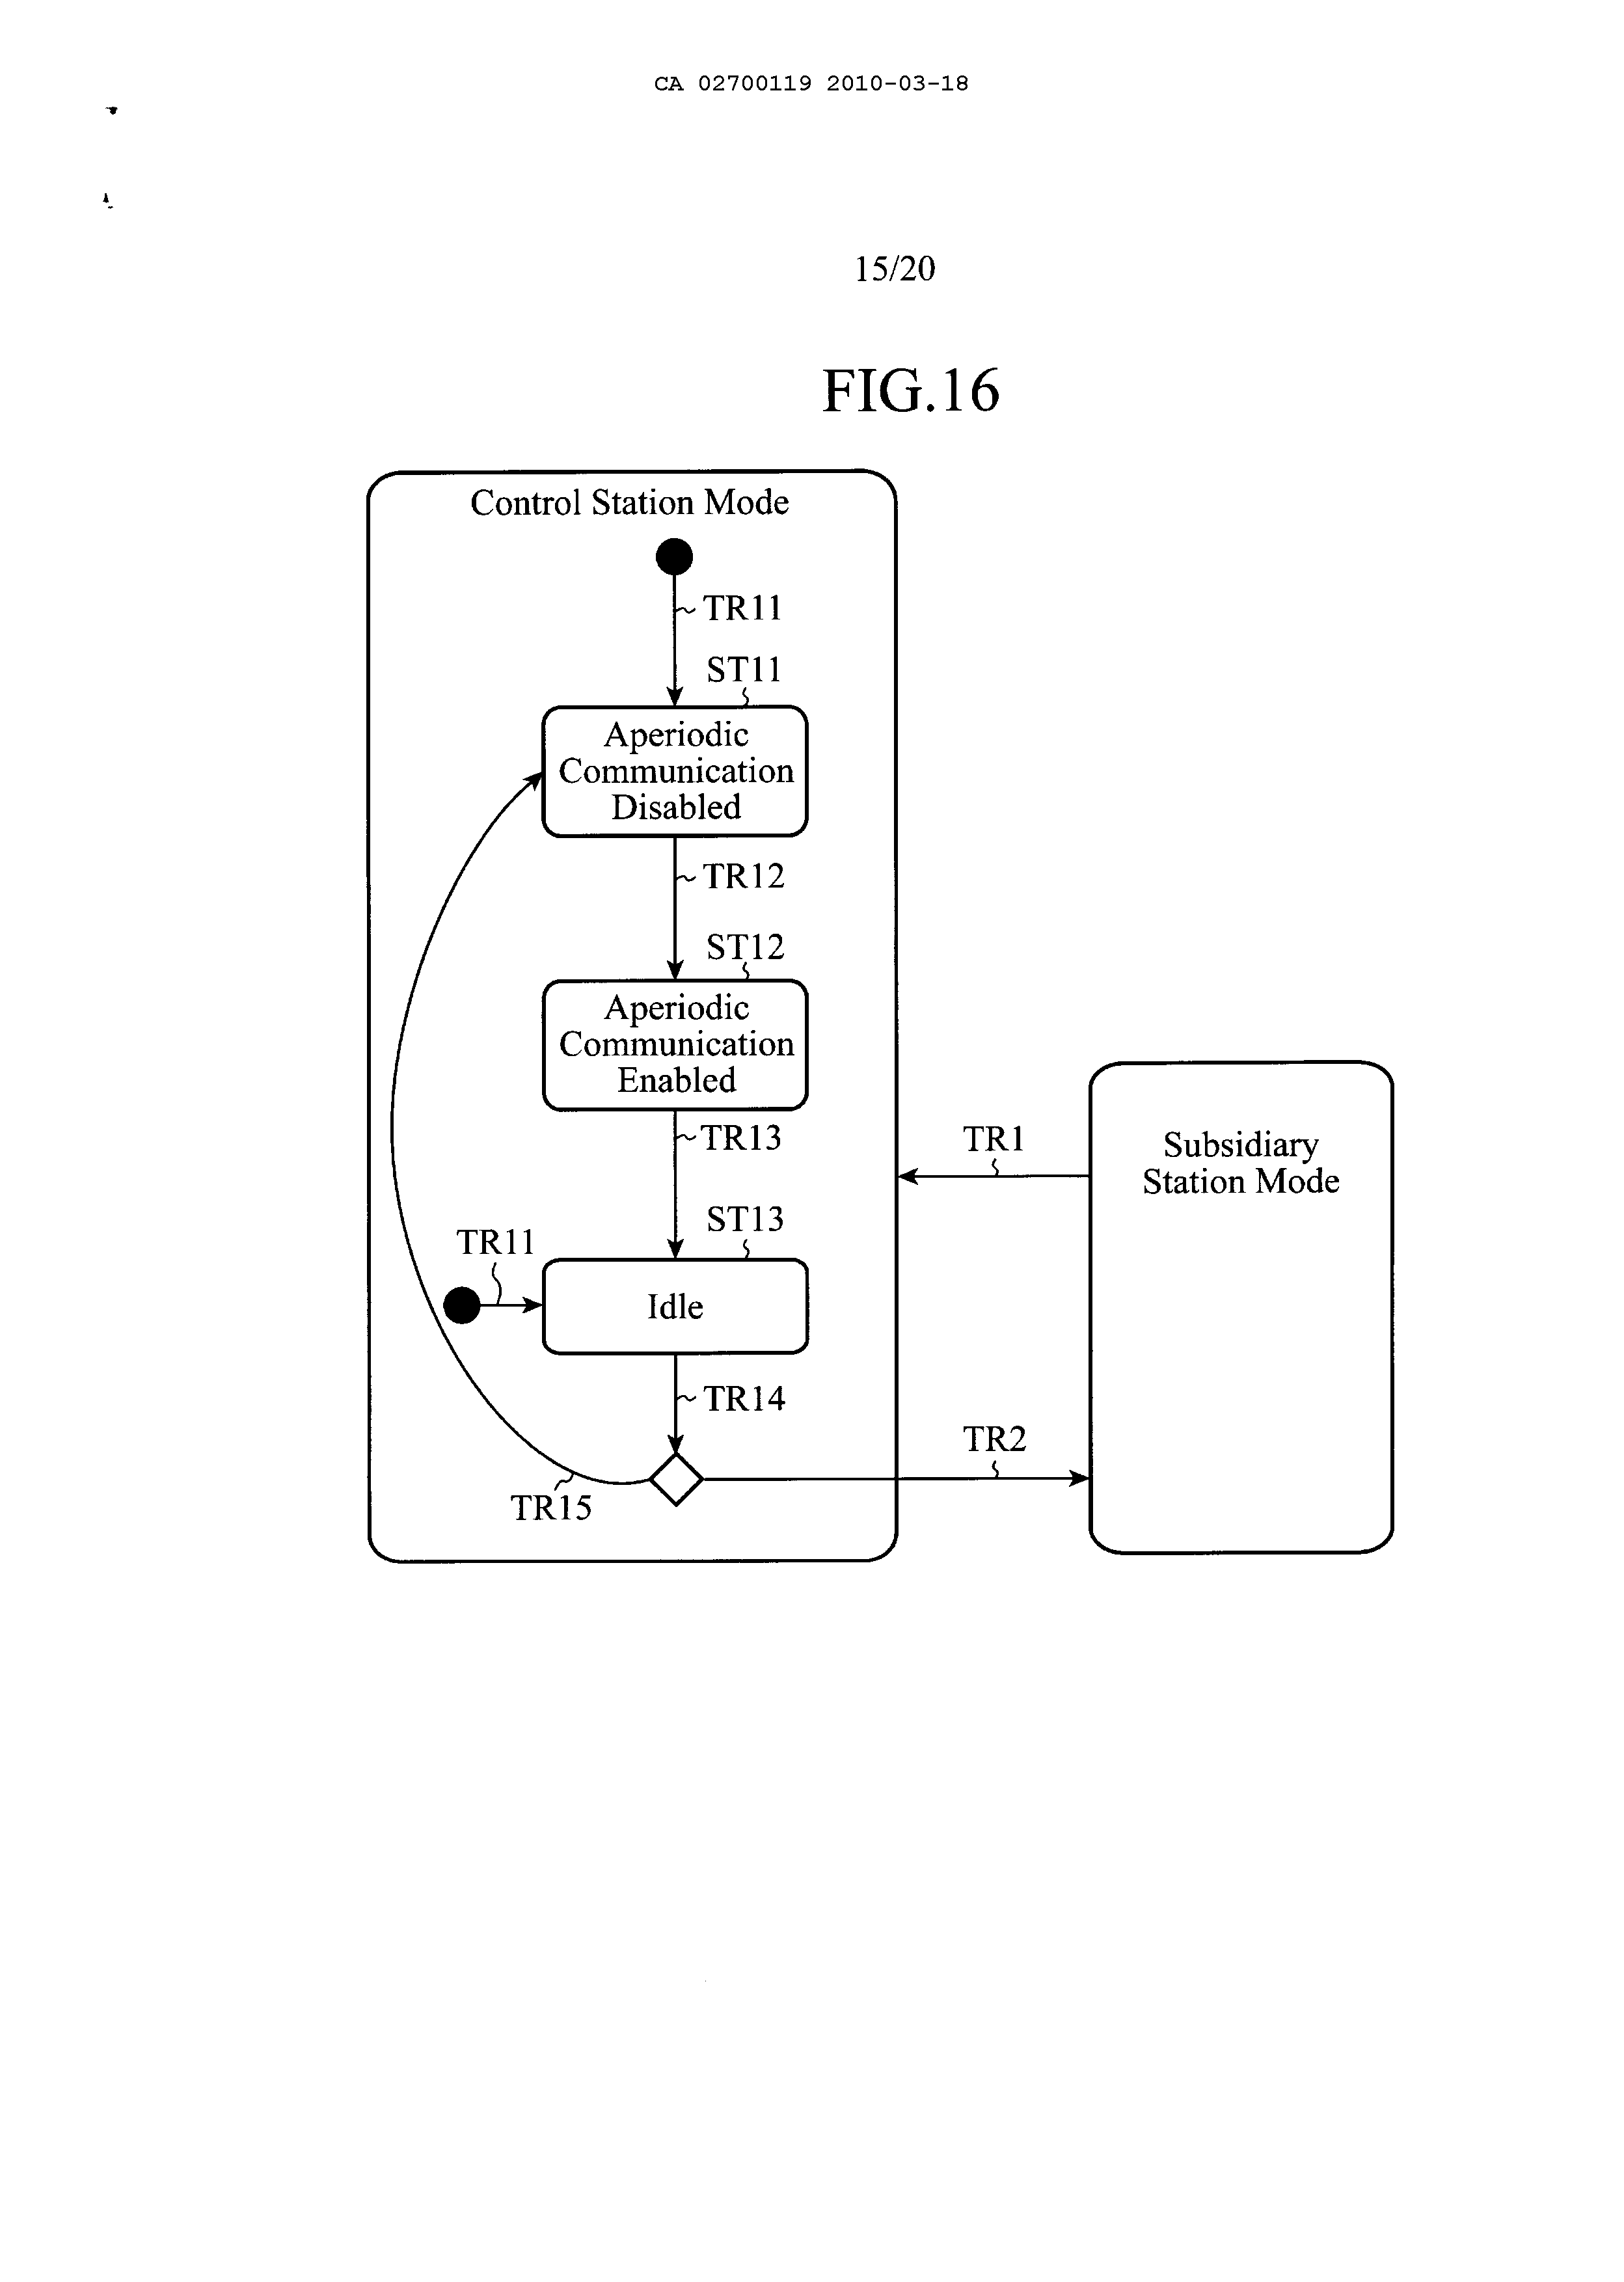 CA 02700119 2010-03-18
15/20
FIG.16
Control Station Mode
TR11
ST11
Aperiodic
Communication
Disabled
TR12
ST12
Aperiodic
Communication
Enabled
TR13
TR1
Subsidiary
Station Mode
ST13
TR11
Idle
TR14
TR2
TR15